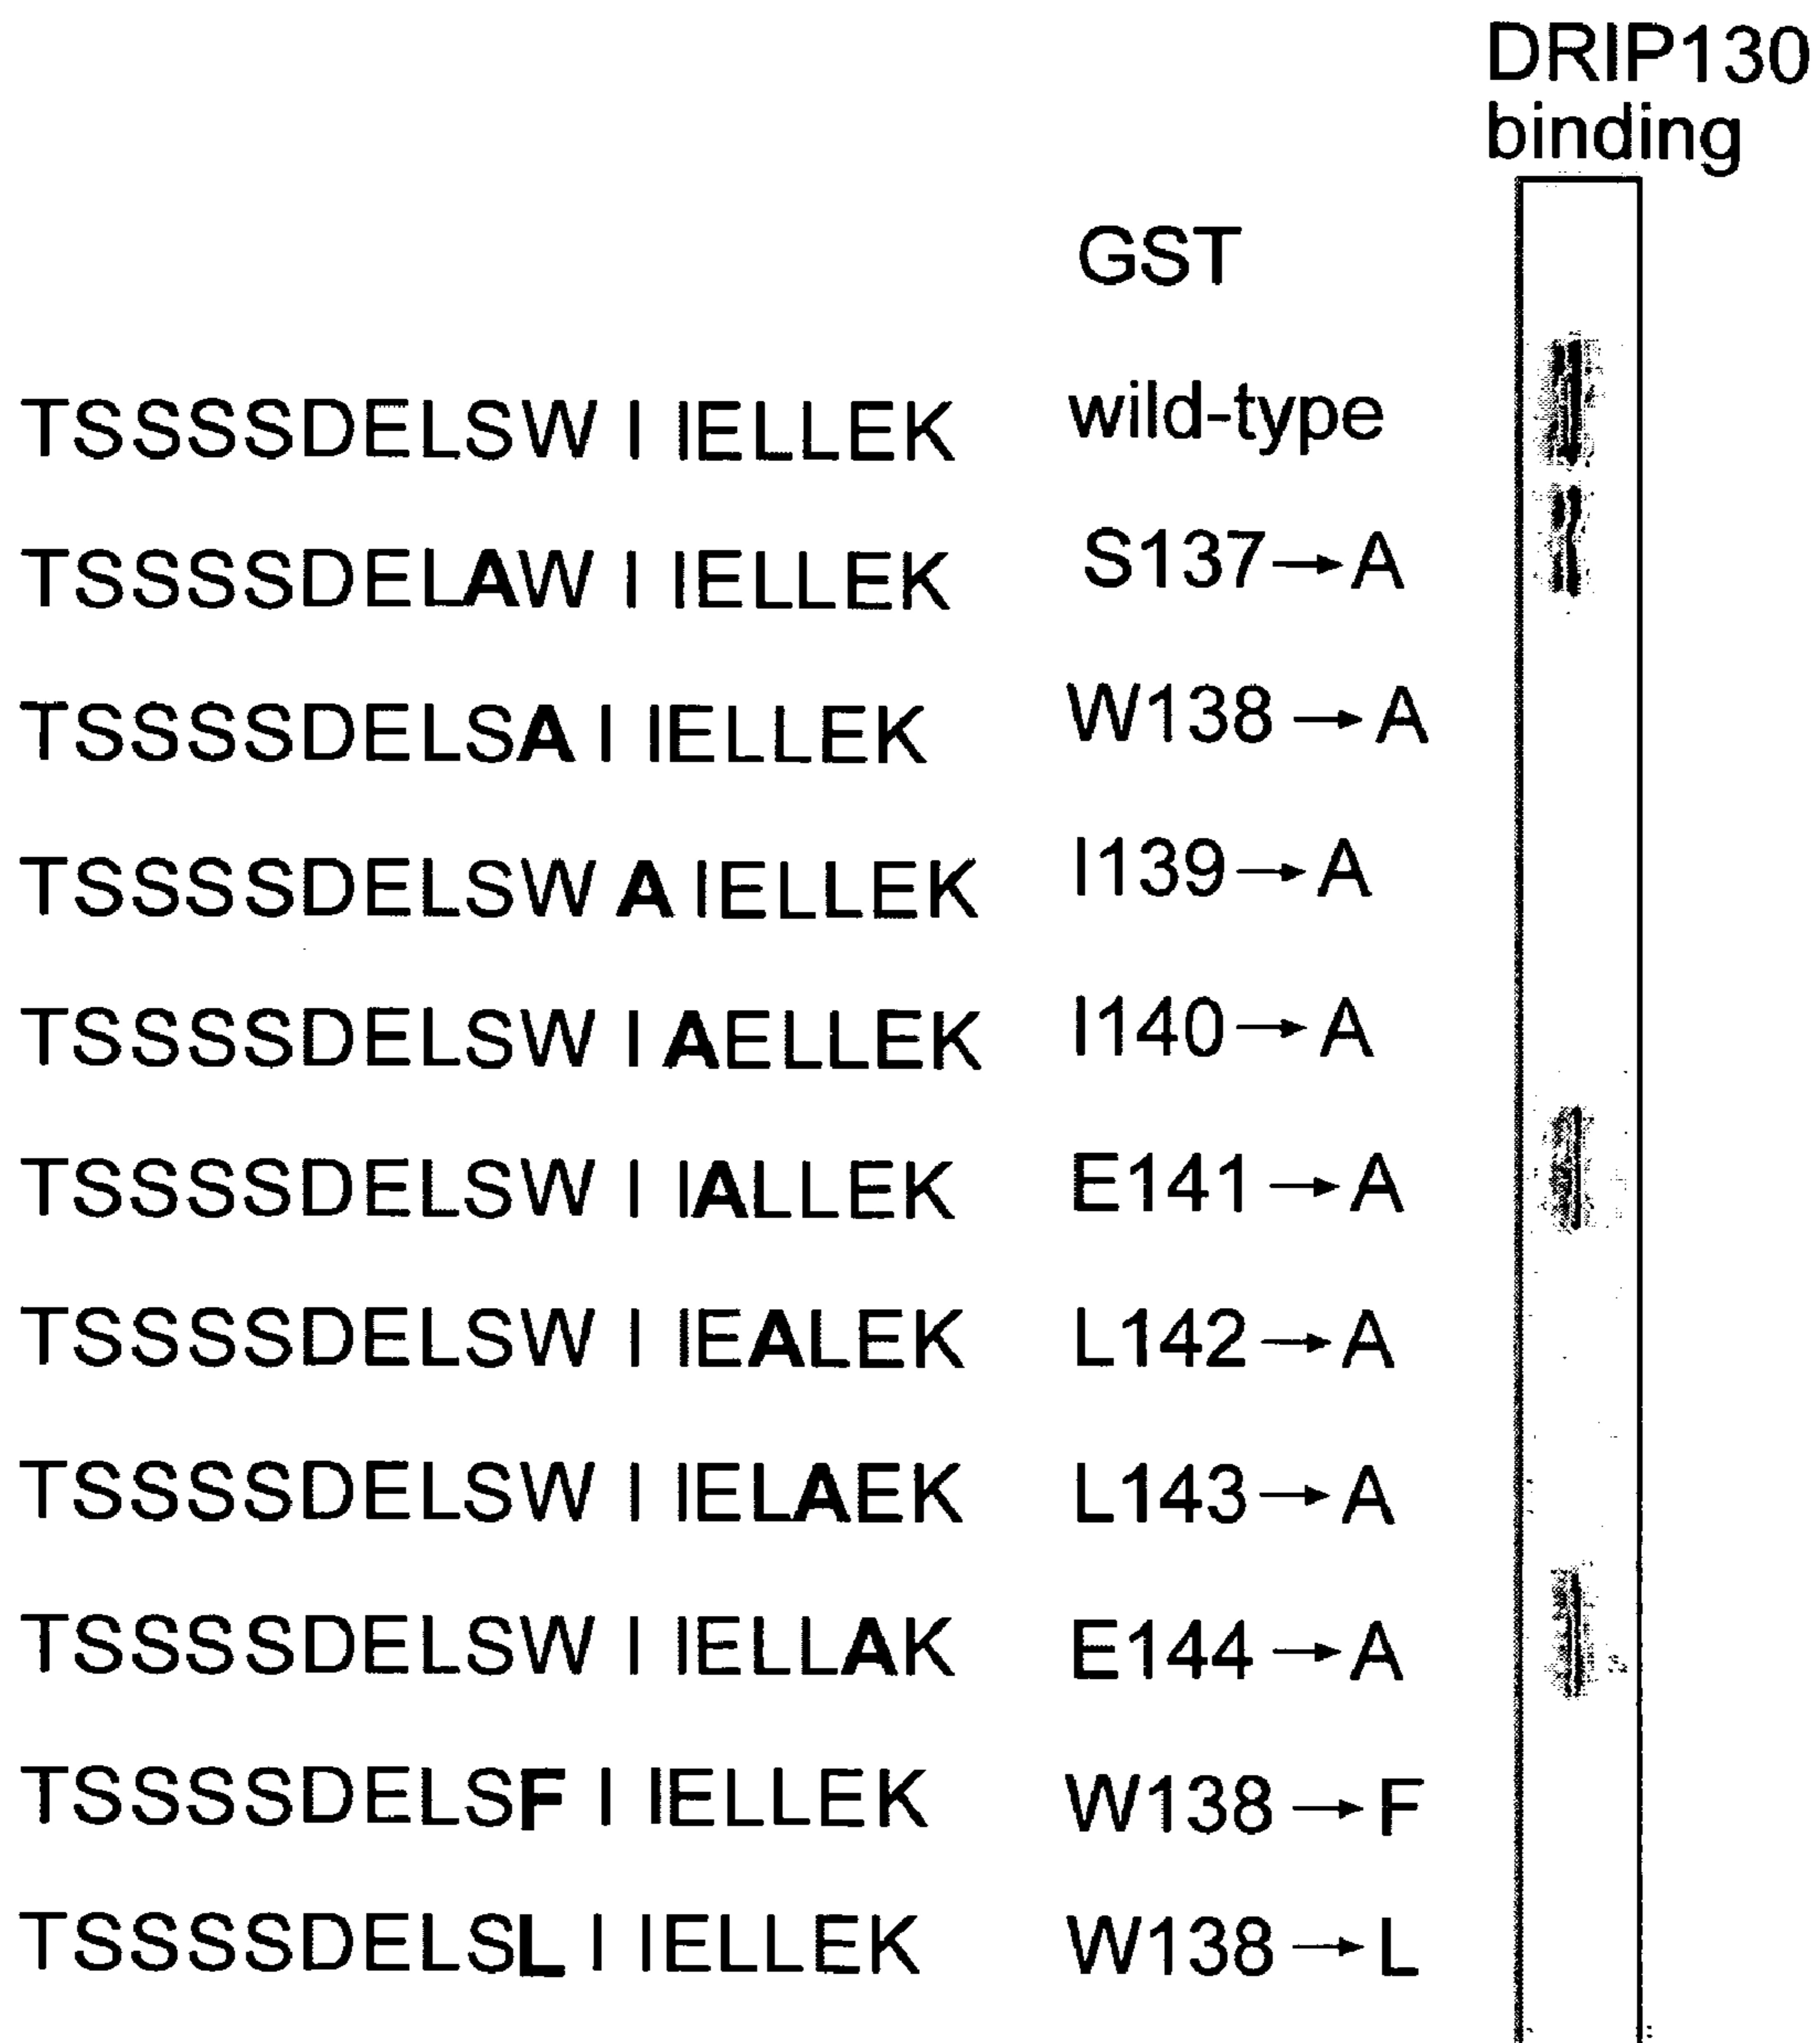 DRIP130
binding
GST
TSSSSDELSW I IELLEK wild-type
TSSSSDELAW I IELLEK S137→A
TSSSSDELSA I IELLEK W138→A
TSSSSDELSW A IELLEK I139→A
TSSSSDELSW I AELLEK I140→A
TSSSSDELSW I IALLEK E141→A
TSSSSDELSW I IEALEK L142→A
TSSSSDELSW I IELAEK L143→A
TSSSSDELSW I IELLAK E144→A
TSSSSDELSF I IELLEK W138→F
TSSSSDELSL I IELLEK W138→L